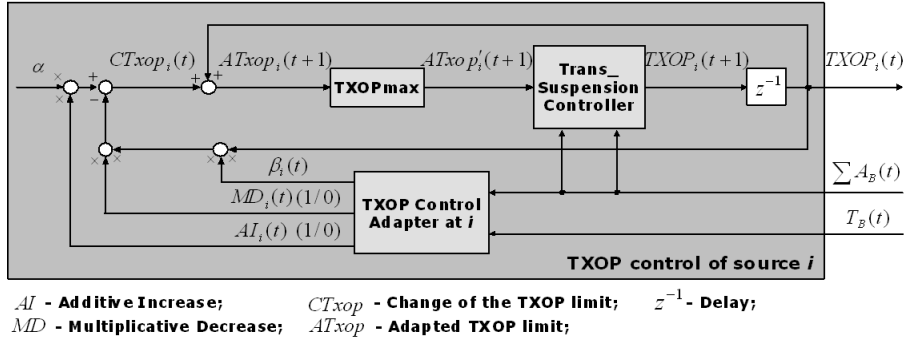 α
CTxop_i(t)
ATxop_i(t+1)
ATxop'_i(t+1)
TXOP_i(t+1)
TXOP_i(t)
× × + − + +
TXOPmax
Trans_
Suspension
Controller
z⁻¹
× × × ×
β_i(t)
MD_i(t)(1/0)
AI_i(t) (1/0)
TXOP Control
Adapter at i
∑ A_B(t)
T_B(t)
TXOP control of source i
AI - Additive Increase; CTxop - Change of the TXOP limit; z⁻¹ - Delay;
MD - Multiplicative Decrease; ATxop - Adapted TXOP limit;